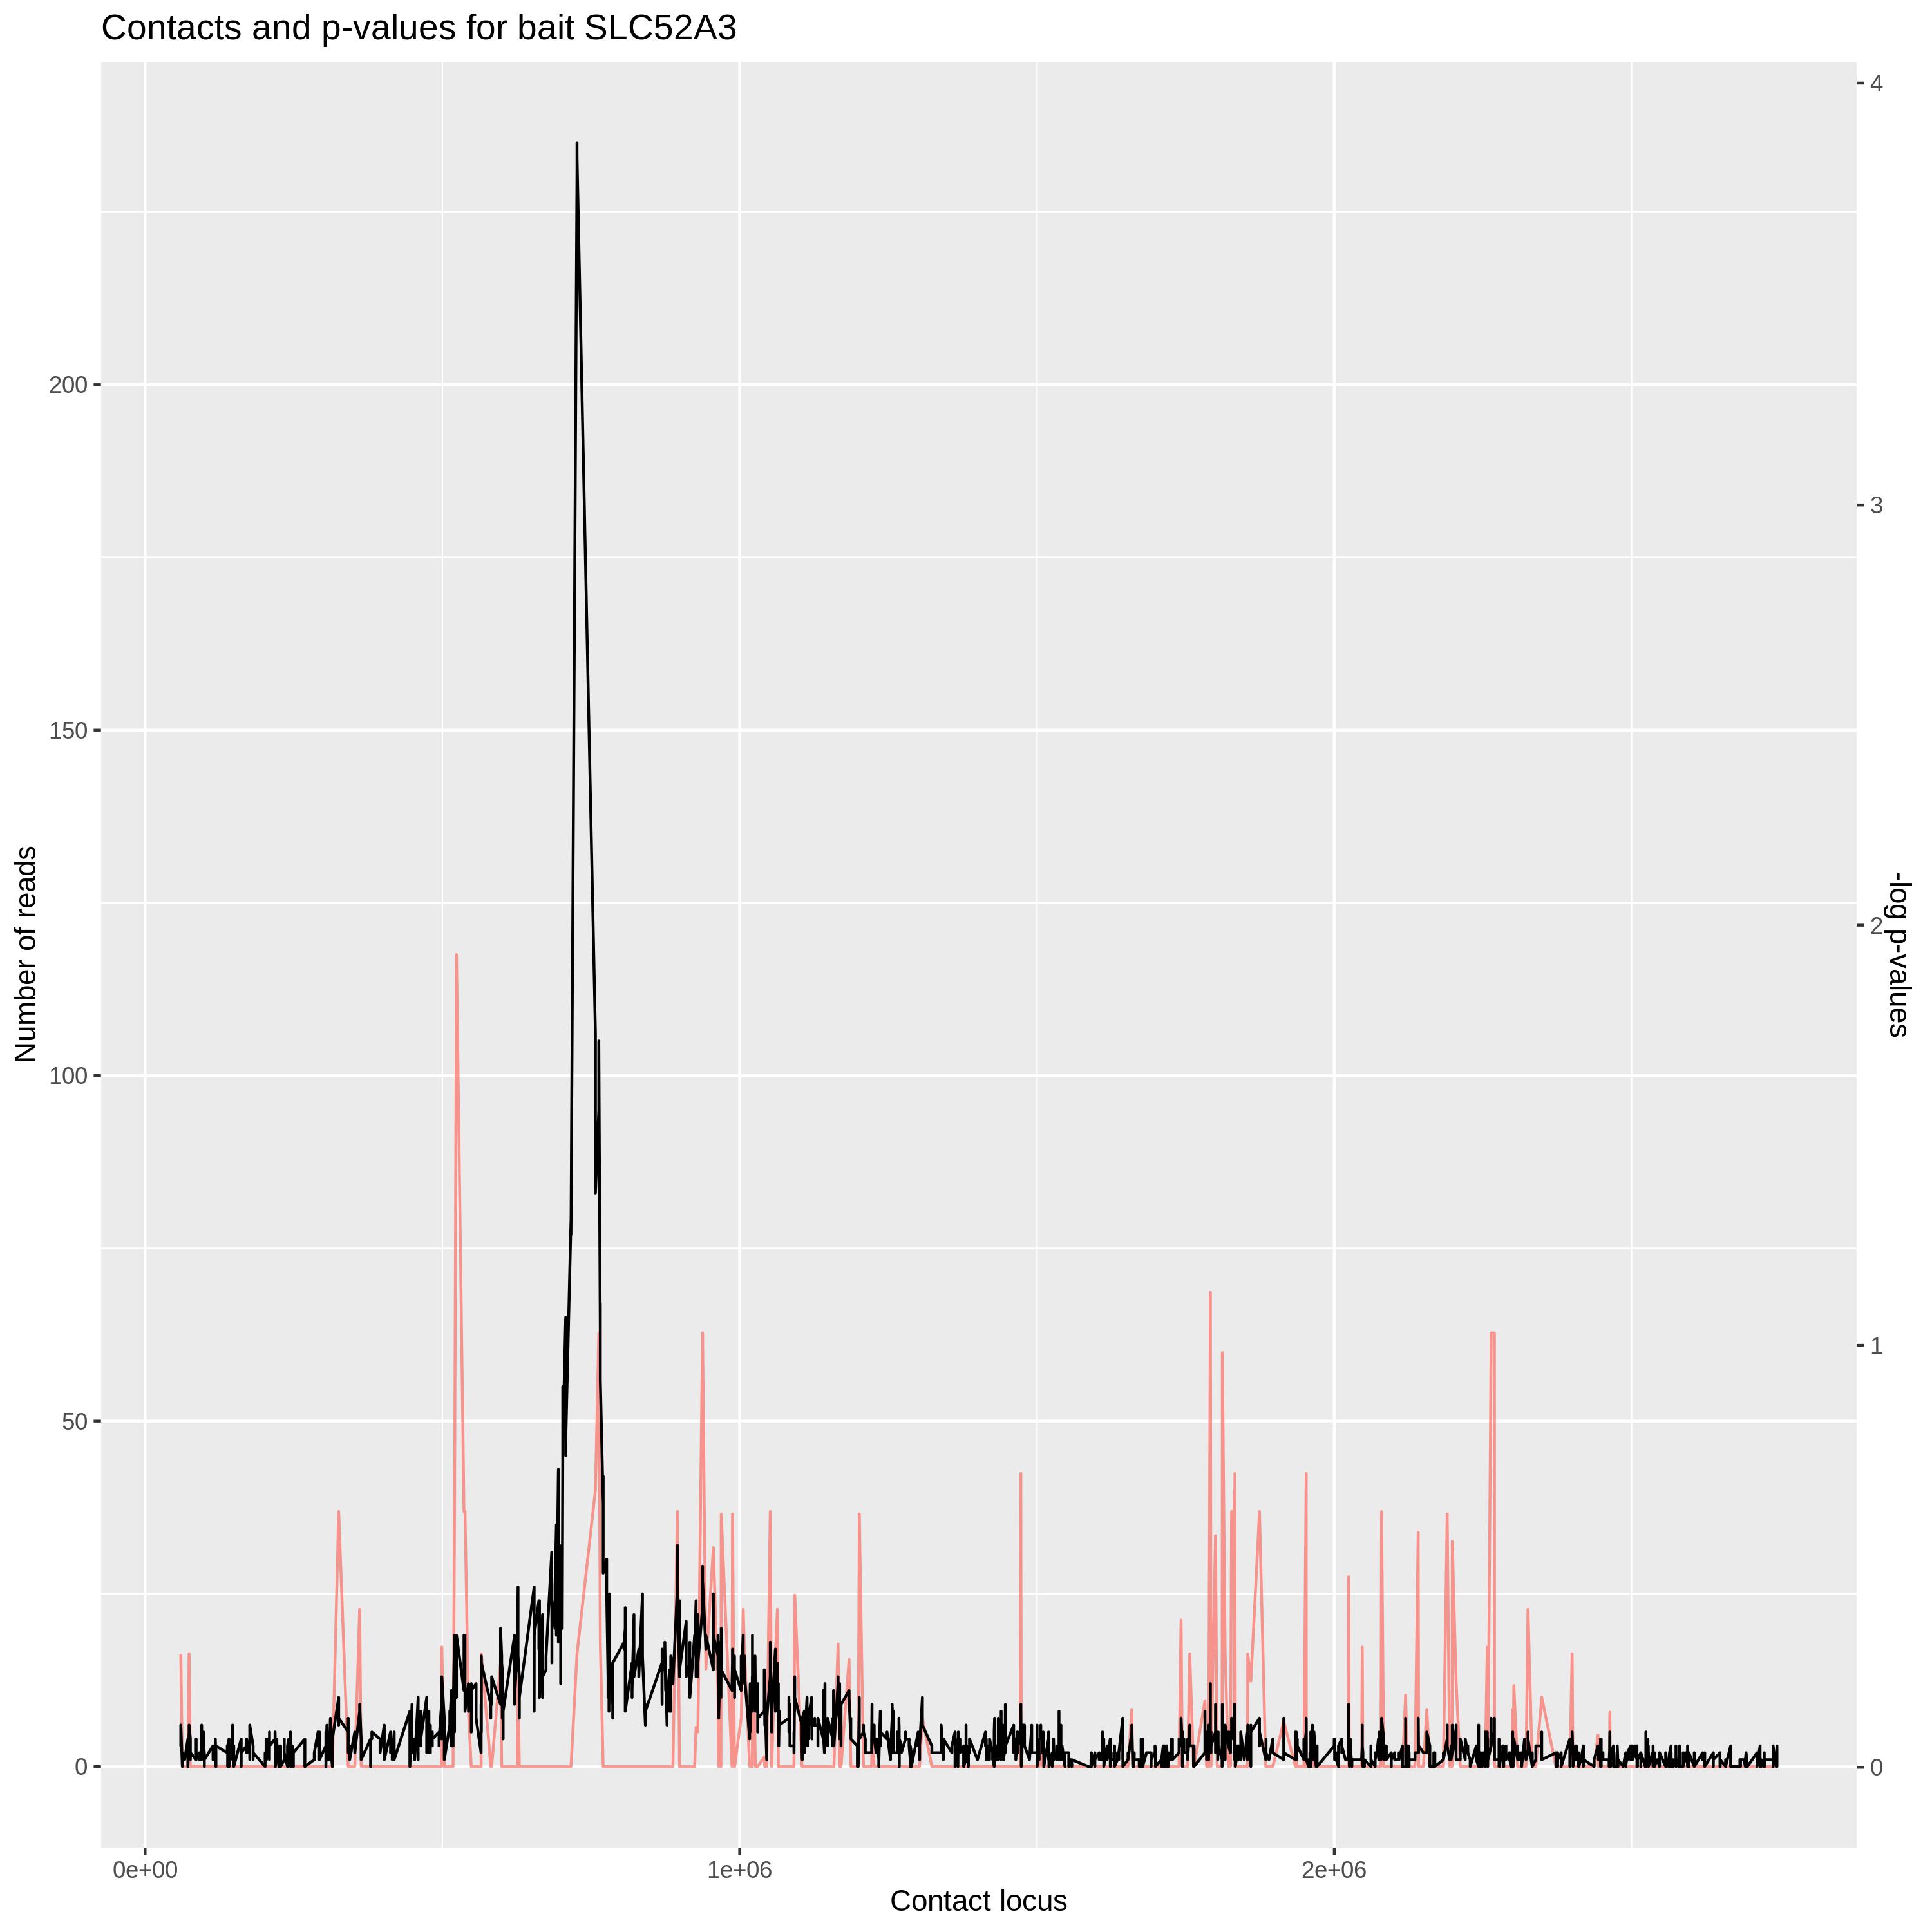 Contacts and p-values for bait SLC52A3
Number of reads
200
150
100
50
0
4
3
2
1
0
-log p-values
0e+00
1e+06
2e+06
Contact locus